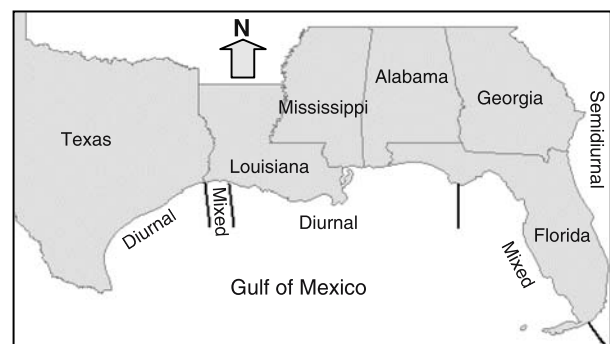 N
Alabama
Mississippi
Georgia
Texas
Louisiana
Semidiurnal
Diurnal
Mixed
Diurnal
Florida
Mixed
Gulf of Mexico